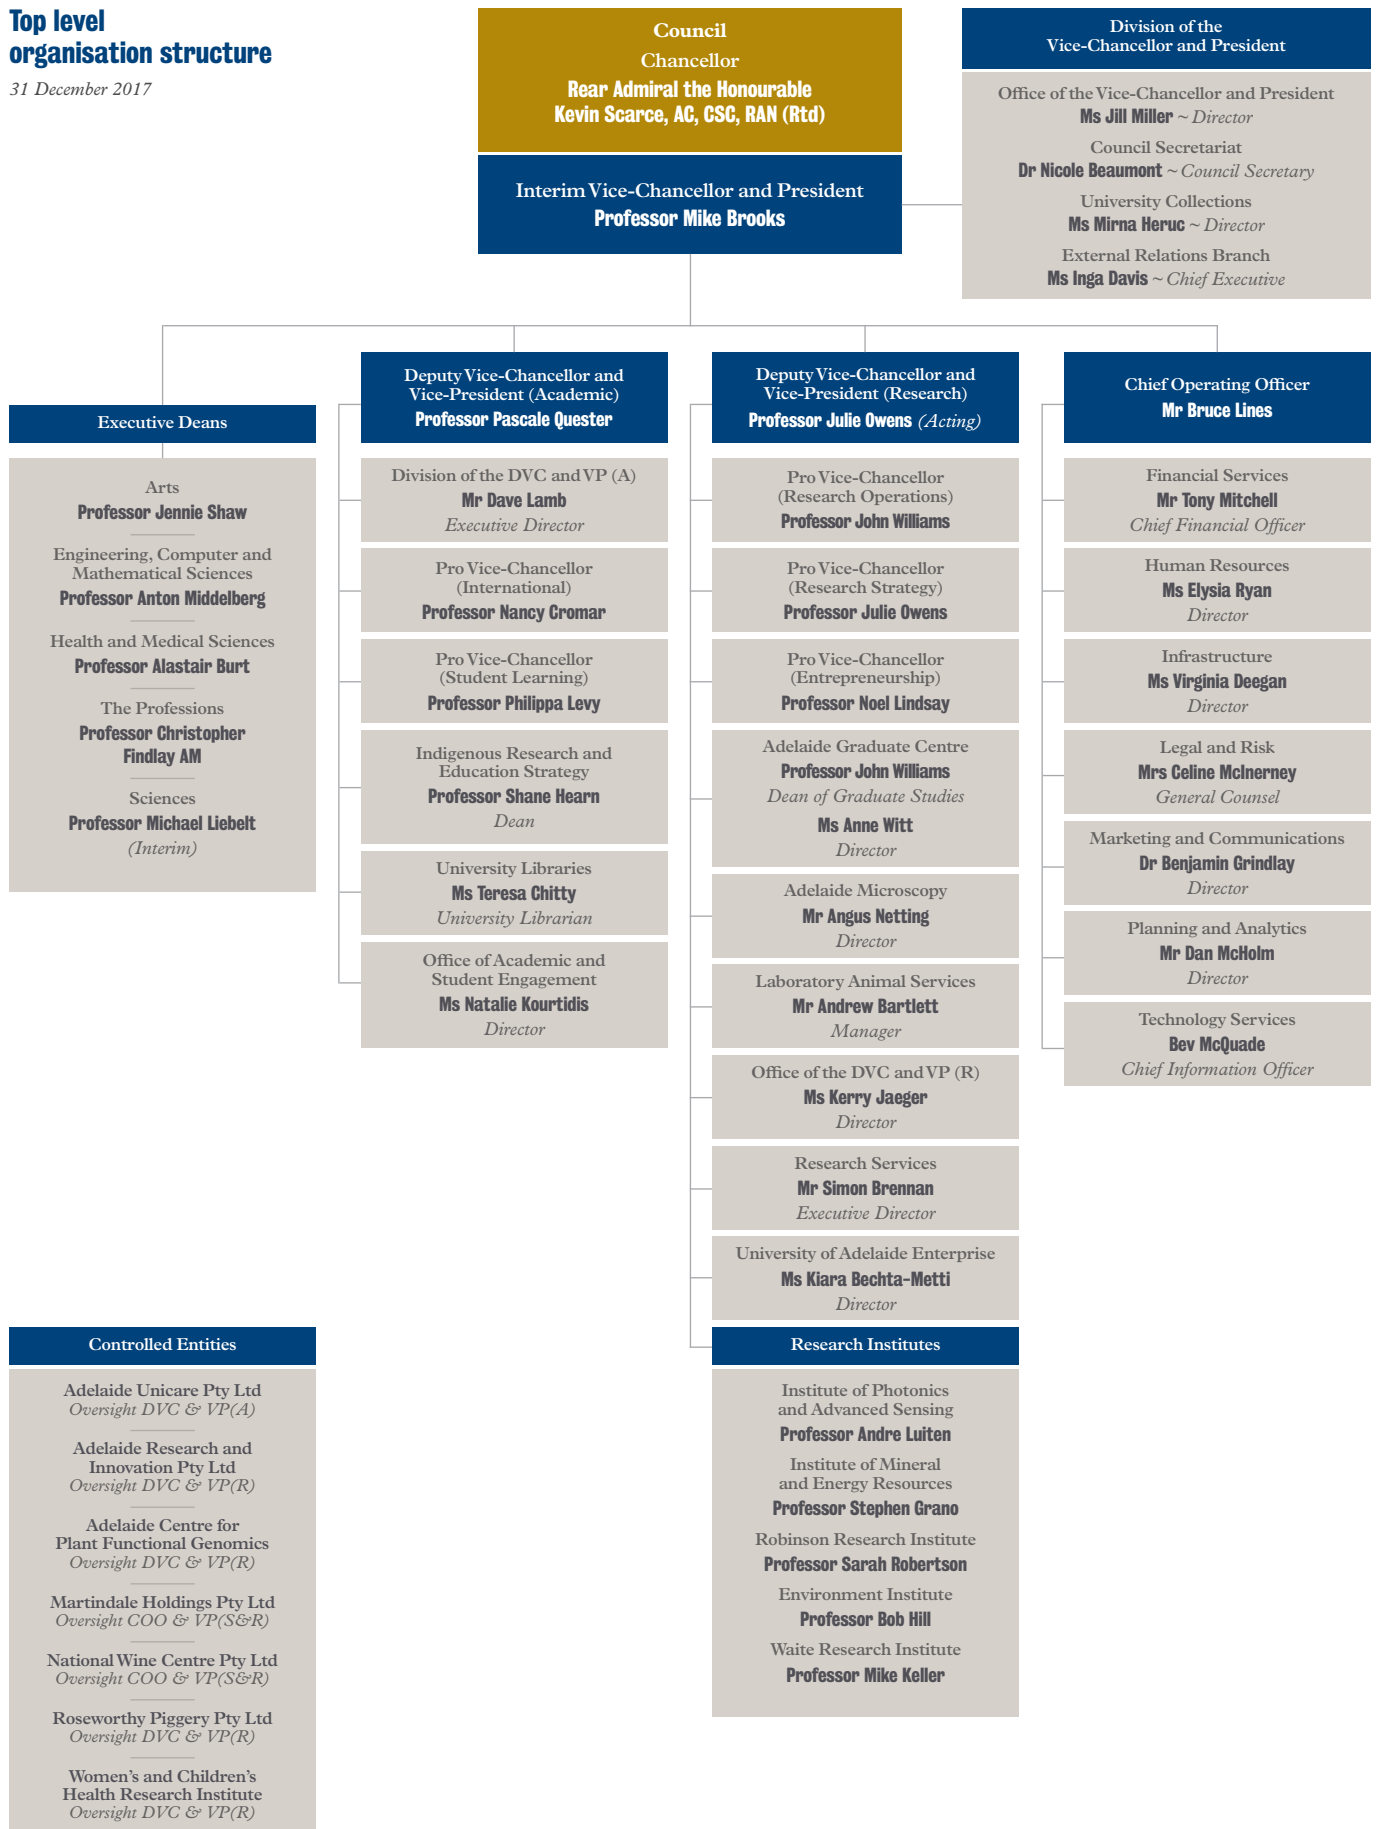 Top level
organisation structure
31 December 2017
Council
Chancellor
Rear Admiral the Honourable
Kevin Scarce, AC, CSC, RAN (Rtd)
Interim Vice-Chancellor and President
Professor Mike Brooks
Division of the
Vice-Chancellor and President
Office of the Vice-Chancellor and President
Ms Jill Miller ~ Director
Council Secretariat
Dr Nicole Beaumont ~ Council Secretary
University Collections
Ms Mirna Heruc ~ Director
External Relations Branch
Ms Inga Davis ~ Chief Executive
Executive Deans
Arts
Professor Jennie Shaw
Engineering, Computer and
Mathematical Sciences
Professor Anton Middelberg
Health and Medical Sciences
Professor Alastair Burt
The Professions
Professor Christopher
Findlay AM
Sciences
Professor Michael Liebelt
(Interim)
Deputy Vice-Chancellor and
Vice-President (Academic)
Professor Pascale Quester
Division of the DVC and VP (A)
Mr Dave Lamb
Executive Director
Pro Vice-Chancellor
(International)
Professor Nancy Cromar
Pro Vice-Chancellor
(Student Learning)
Professor Philippa Levy
Indigenous Research and
Education Strategy
Professor Shane Hearn
Dean
University Libraries
Ms Teresa Chitty
University Librarian
Office of Academic and
Student Engagement
Ms Natalie Kourtidis
Director
Deputy Vice-Chancellor and
Vice-President (Research)
Professor Julie Owens (Acting)
Pro Vice-Chancellor
(Research Operations)
Professor John Williams
Pro Vice-Chancellor
(Research Strategy)
Professor Julie Owens
Pro Vice-Chancellor
(Entrepreneurship)
Professor Noel Lindsay
Adelaide Graduate Centre
Professor John Williams
Dean of Graduate Studies
Ms Anne Witt
Director
Adelaide Microscopy
Mr Angus Netting
Director
Laboratory Animal Services
Mr Andrew Bartlett
Manager
Office of the DVC and VP (R)
Ms Kerry Jaeger
Director
Research Services
Mr Simon Brennan
Executive Director
University of Adelaide Enterprise
Ms Kiara Bechta-Metti
Director
Research Institutes
Institute of Photonics
and Advanced Sensing
Professor Andre Luiten
Institute of Mineral
and Energy Resources
Professor Stephen Grano
Robinson Research Institute
Professor Sarah Robertson
Environment Institute
Professor Bob Hill
Waite Research Institute
Professor Mike Keller
Chief Operating Officer
Mr Bruce Lines
Financial Services
Mr Tony Mitchell
Chief Financial Officer
Human Resources
Ms Elysia Ryan
Director
Infrastructure
Ms Virginia Deegan
Director
Legal and Risk
Mrs Celine McInerney
General Counsel
Marketing and Communications
Dr Benjamin Grindlay
Director
Planning and Analytics
Mr Dan McHolm
Director
Technology Services
Bev McQuade
Chief Information Officer
Controlled Entities
Adelaide Unicare Pty Ltd
Oversight DVC & VP(A)
Adelaide Research and
Innovation Pty Ltd
Oversight DVC & VP(R)
Adelaide Centre for
Plant Functional Genomics
Oversight DVC & VP(R)
Martindale Holdings Pty Ltd
Oversight COO & VP(S&R)
National Wine Centre Pty Ltd
Oversight COO & VP(S&R)
Roseworthy Piggery Pty Ltd
Oversight DVC & VP(R)
Women's and Children's
Health Research Institute
Oversight DVC & VP(R)